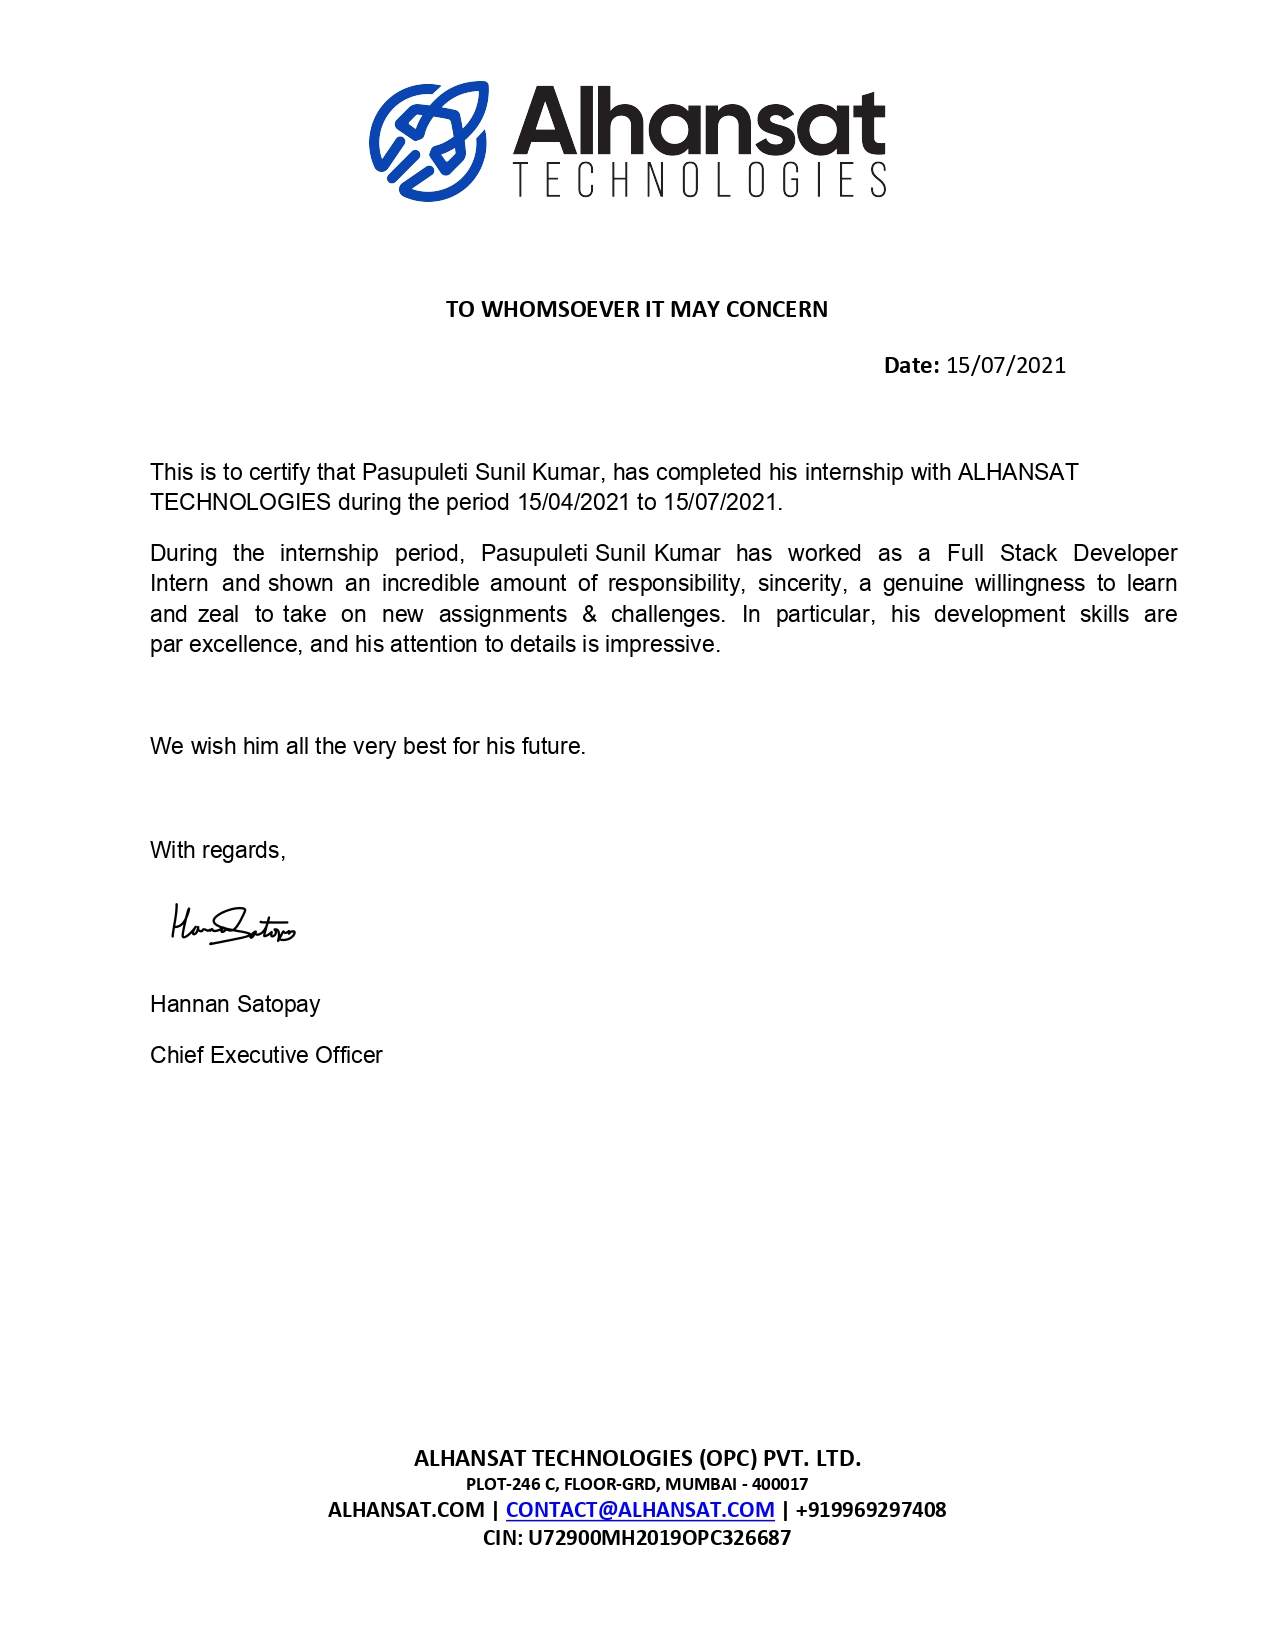 Alhansat
TECHNOLOGIES
TO WHOMSOEVER IT MAY CONCERN
Date: 15/07/2021
This is to certify that Pasupuleti Sunil Kumar, has completed his internship with ALHANSAT
TECHNOLOGIES during the period 15/04/2021 to 15/07/2021.
During the internship period, Pasupuleti Sunil Kumar has worked as a Full Stack Developer
Intern and shown an incredible amount of responsibility, sincerity, a genuine willingness to learn
and zeal to take on new assignments & challenges. In particular, his development skills are
par excellence, and his attention to details is impressive.
We wish him all the very best for his future.
With regards,
Hannan Satopay
Chief Executive Officer
ALHANSAT TECHNOLOGIES (OPC) PVT. LTD.
PLOT-246 C, FLOOR-GRD, MUMBAI - 400017
ALHANSAT.COM | CONTACT@ALHANSAT.COM | +919969297408
CIN: U72900MH2019OPC326687